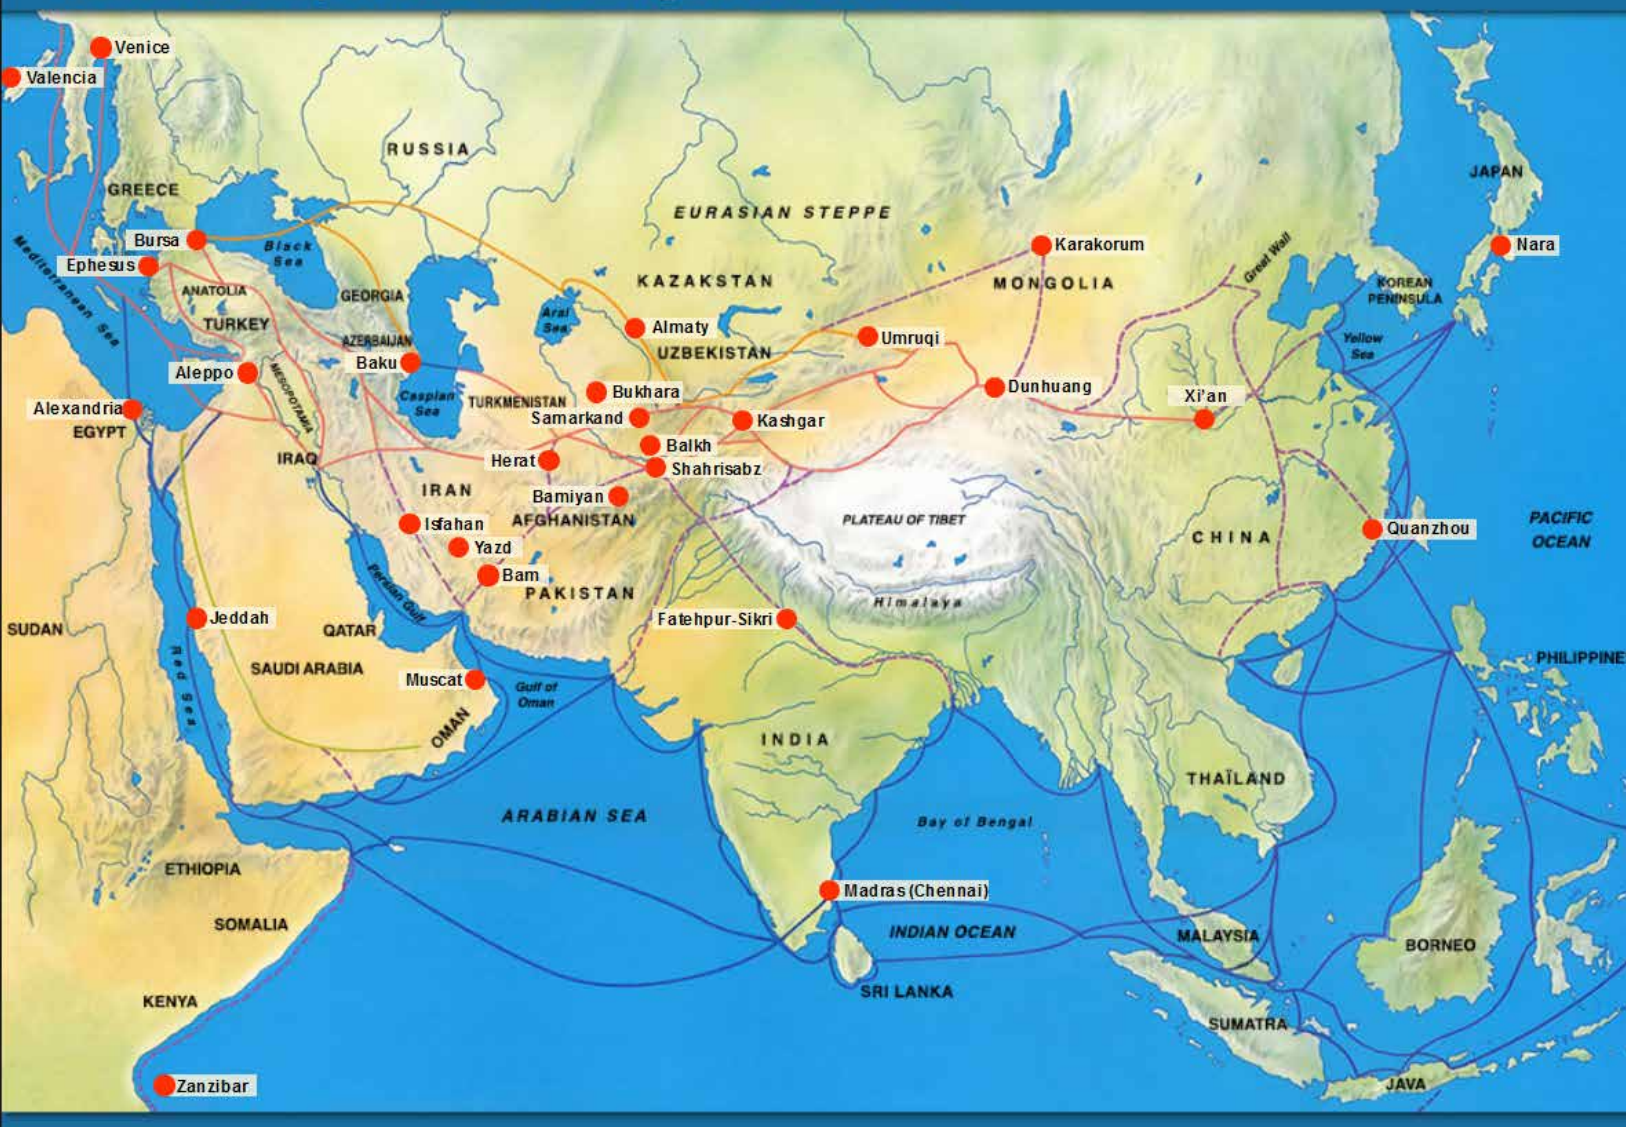 Venice
Valencia
RUSSIA
JAPAN
GREECE
EURASIAN STEPPE
Bursa
Black
Sea
Karakorum
Great Wall
Nara
Mediterranean Sea
Ephesus
ANATOLIA
GEORGIA
KAZAKSTAN
MONGOLIA
KOREAN
PENINSULA
TURKEY
Aral
Sea
Almaty
Umruqi
AZERBAIJAN
UZBEKISTAN
Yellow
Sea
Aleppo
MESOPOTAMIA
Baku
Caspian
Sea
TURKMENISTAN
Bukhara
Dunhuang
Xi'an
Alexandria
EGYPT
Samarkand
Kashgar
IRAQ
Herat
Balkh
Shahrisabz
IRAN
Bamiyan
Isfahan
AFGHANISTAN
PLATEAU OF TIBET
CHINA
Quanzhou
PACIFIC
OCEAN
Yazd
Bam
Persian Gulf
PAKISTAN
Himalaya
SUDAN
Jeddah
QATAR
Fatehpur-Sikri
Red Sea
SAUDI ARABIA
Muscat
Gulf of
Oman
PHILIPPINE
OMAN
INDIA
THAÏLAND
ARABIAN SEA
Bay of Bengal
ETHIOPIA
Madras (Chennai)
SOMALIA
INDIAN OCEAN
MALAYSIA
BORNEO
KENYA
SRI LANKA
SUMATRA
Zanzibar
JAVA